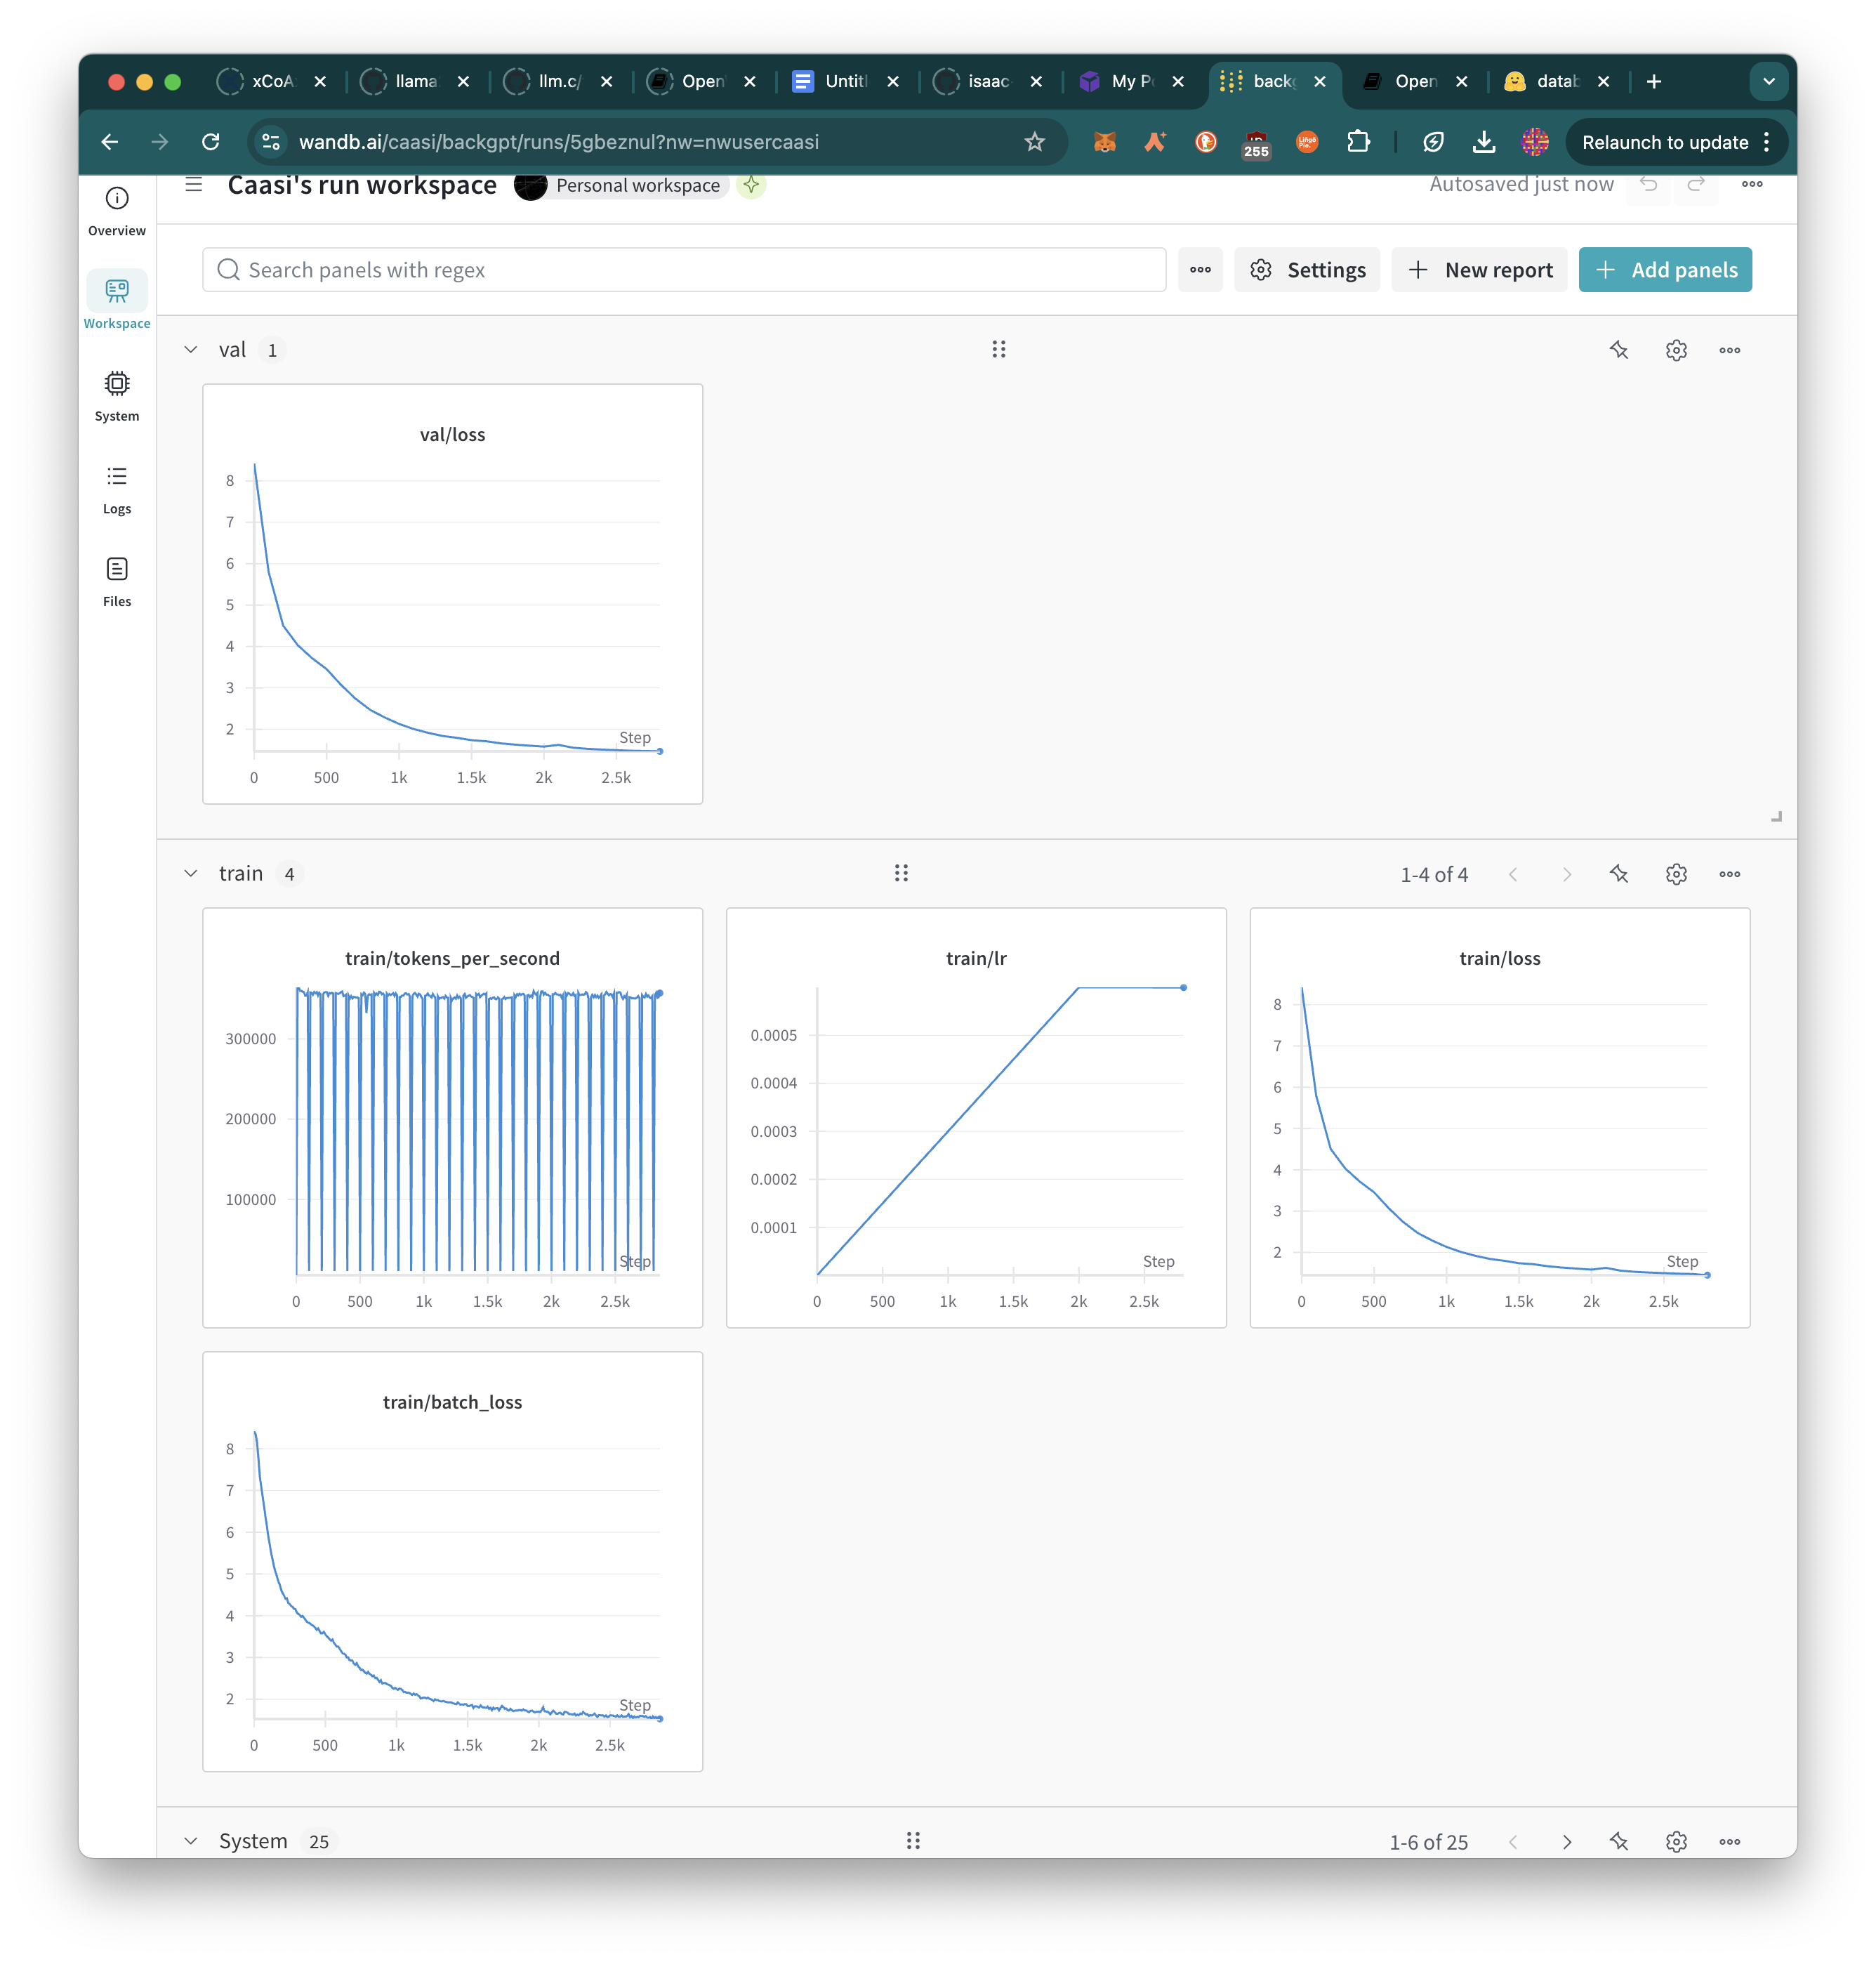 xCoA
llama
llm.c/
Open
Untitl
isaac-
My P
back
Open
datab
wandb.ai/caasi/backgpt/runs/5gbeznul?nw=nwusercaasi
255
Relaunch to update
Caasi's run workspace
Personal workspace
Autosaved just now
Overview
Workspace
System
Logs
Files
Search panels with regex
Settings
New report
Add panels
val 1
val/loss
8
7
6
5
4
3
2
Step
0 500 1k 1.5k 2k 2.5k
train 4
1-4 of 4
train/tokens_per_second
300000
200000
100000
Step
0 500 1k 1.5k 2k 2.5k
train/lr
0.0005
0.0004
0.0003
0.0002
0.0001
Step
0 500 1k 1.5k 2k 2.5k
train/loss
8
7
6
5
4
3
2
Step
0 500 1k 1.5k 2k 2.5k
train/batch_loss
8
7
6
5
4
3
2
Step
0 500 1k 1.5k 2k 2.5k
System 25
1-6 of 25